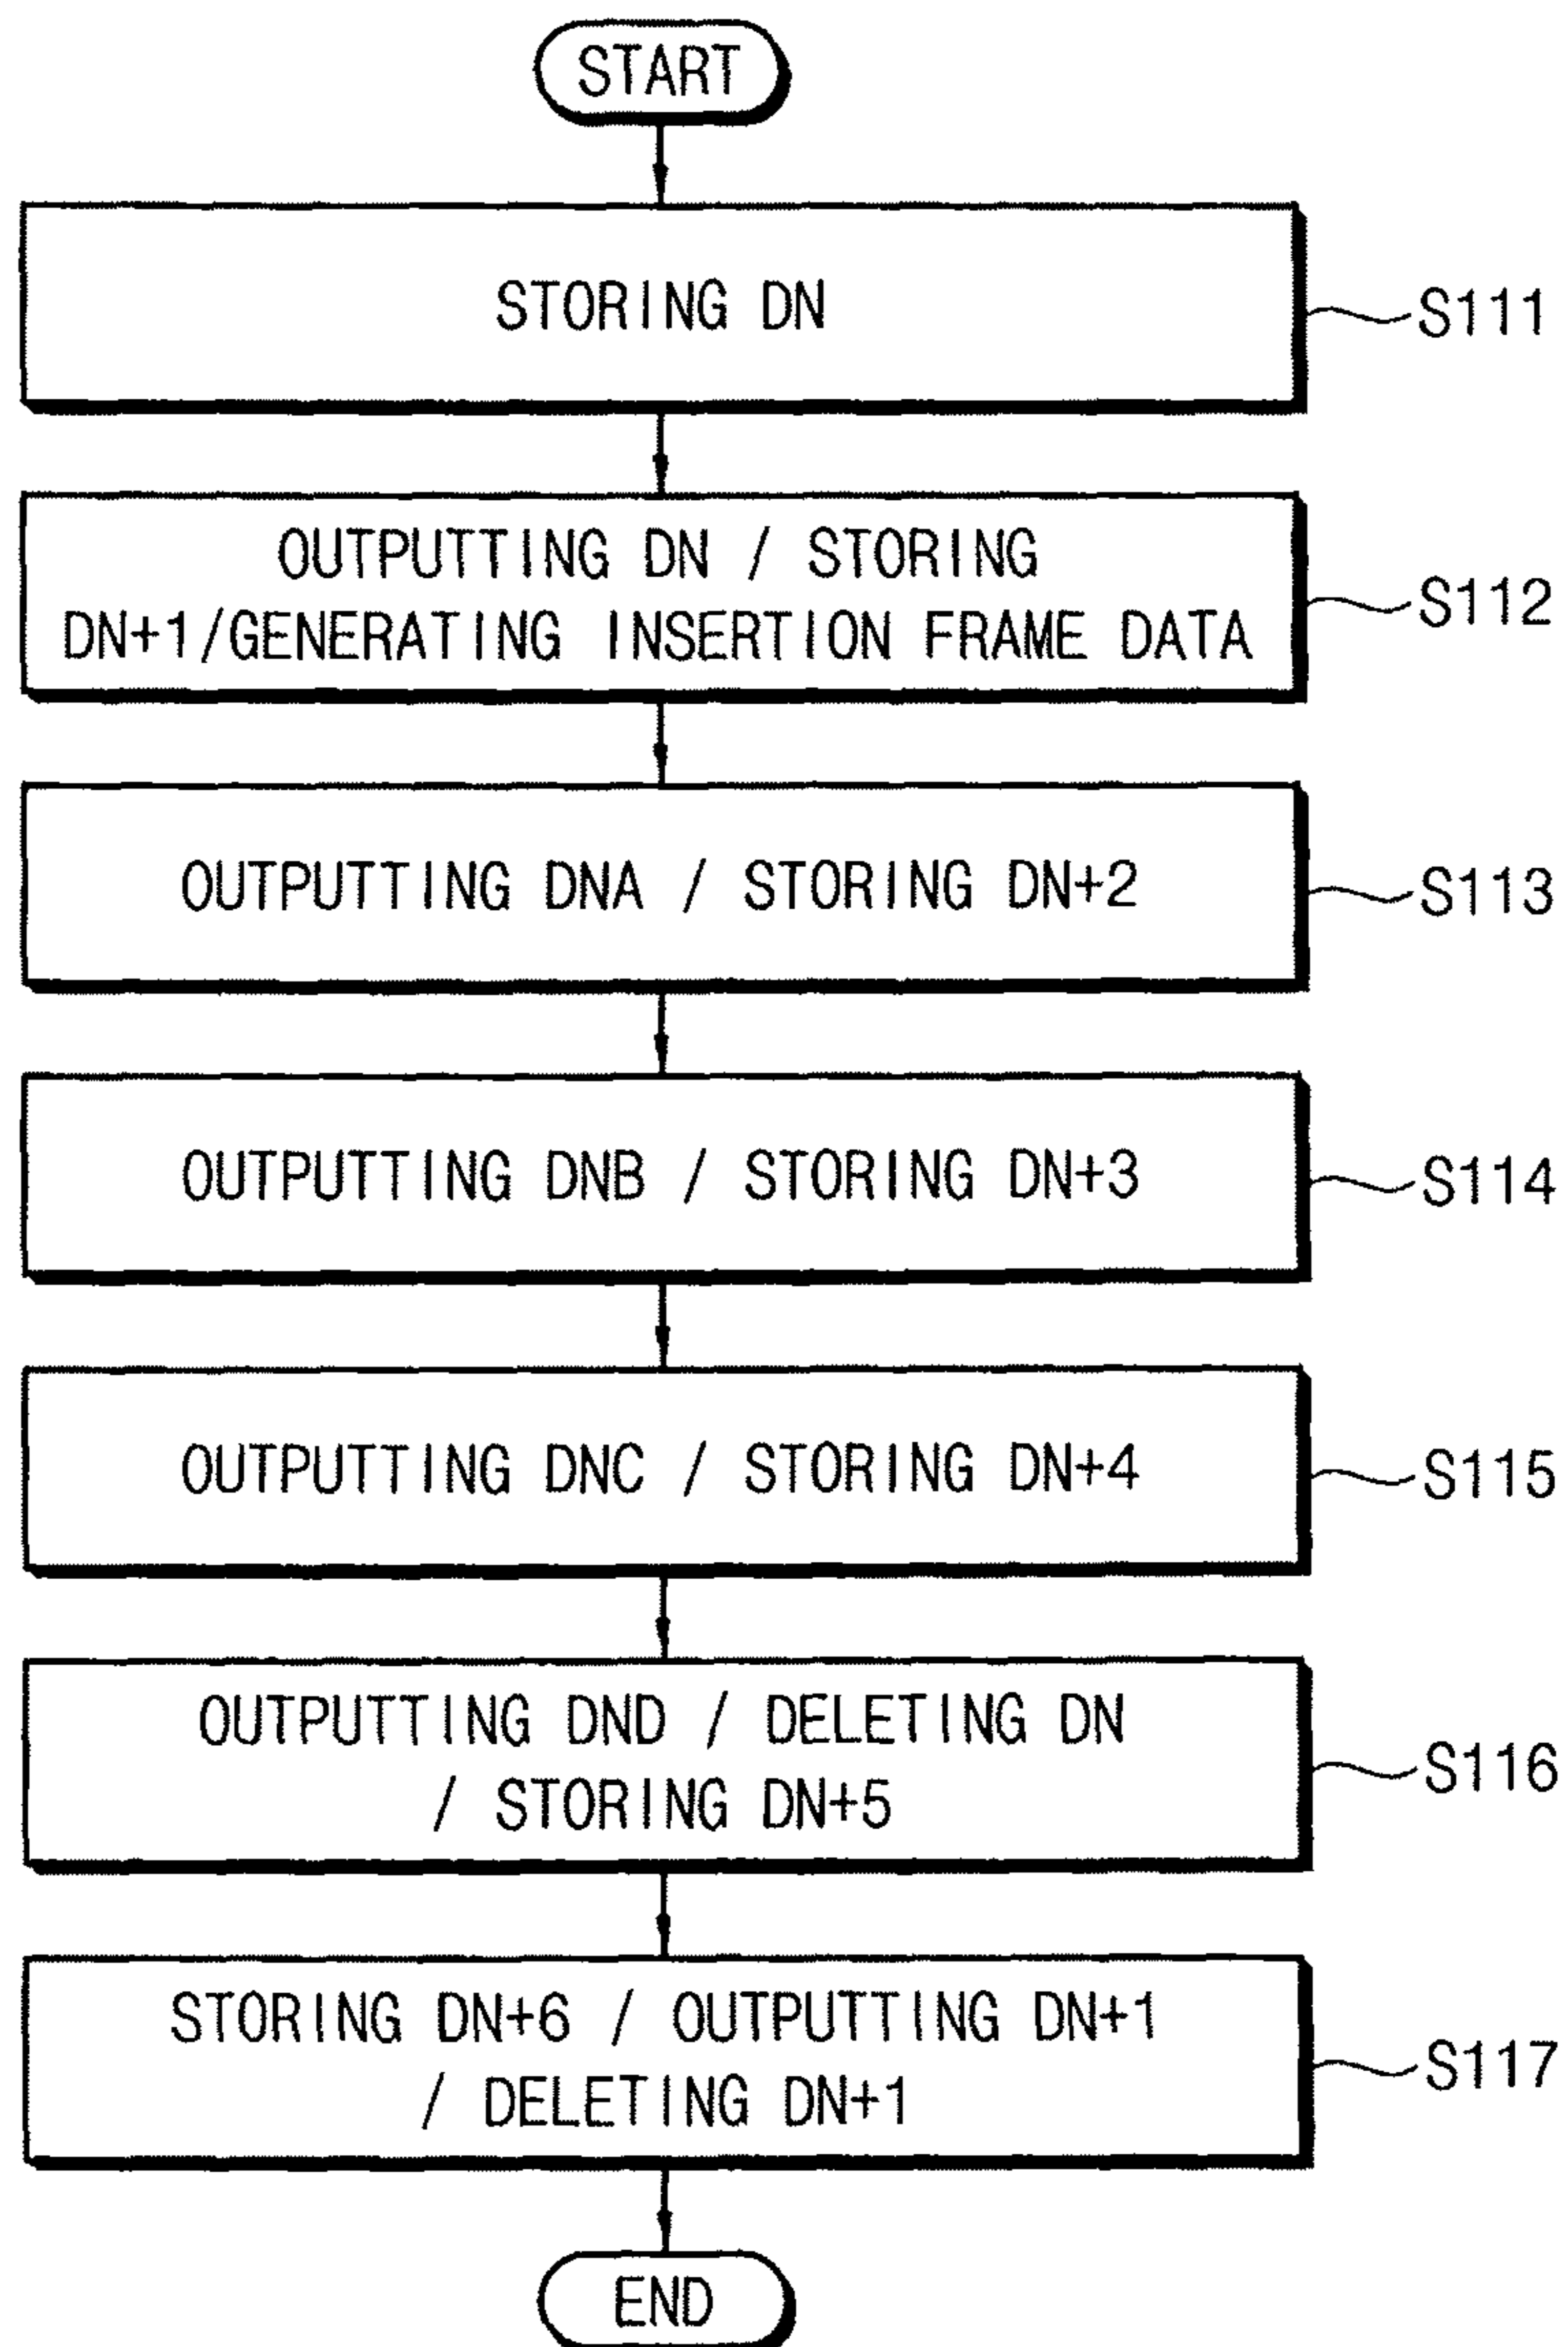 START
STORING DN
S111
OUTPUTTING DN / STORING
DN+1/GENERATING INSERTION FRAME DATA
S112
OUTPUTTING DNA / STORING DN+2
S113
OUTPUTTING DNB / STORING DN+3
S114
OUTPUTTING DNC / STORING DN+4
S115
OUTPUTTING DND / DELETING DN
/ STORING DN+5
S116
STORING DN+6 / OUTPUTTING DN+1
/ DELETING DN+1
S117
END